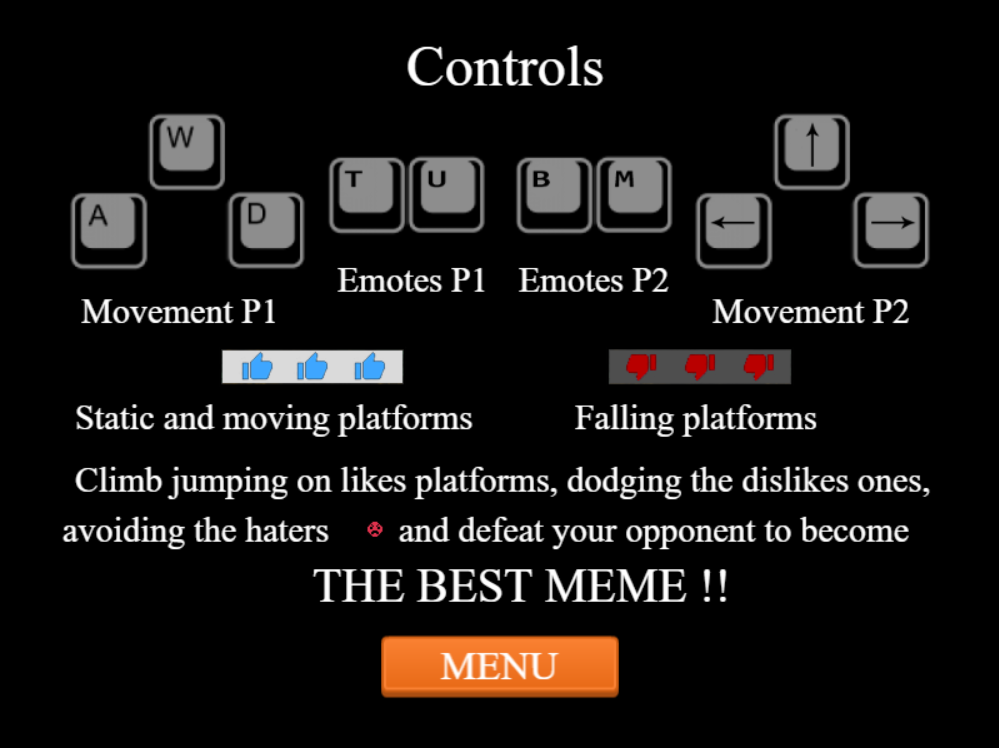 Controls
W
A
D
T
U
B
M
↑
←
→
Emotes P1
Emotes P2
Movement P1
Movement P2
Static and moving platforms
Falling platforms
Climb jumping on likes platforms, dodging the dislikes ones,
avoiding the haters and defeat your opponent to become
THE BEST MEME !!
MENU